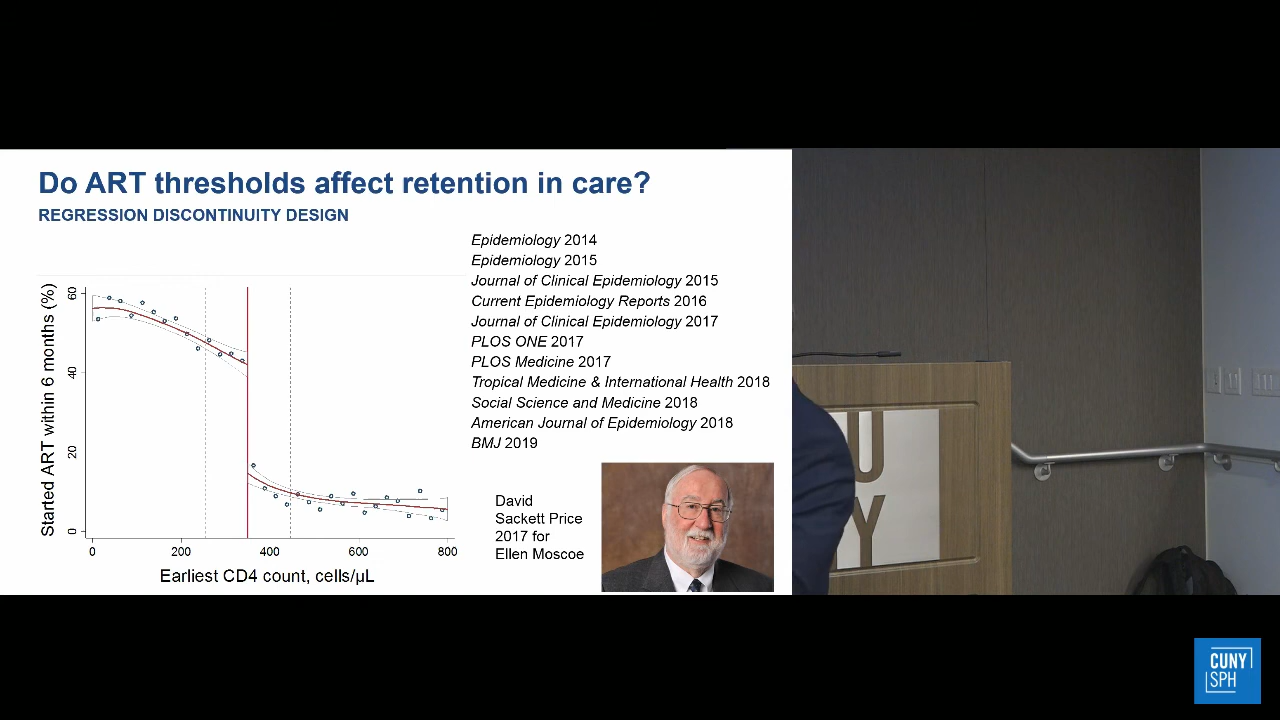 Do ART thresholds affect retention in care?
REGRESSION DISCONTINUITY DESIGN
Epidemiology 2014
Epidemiology 2015
Journal of Clinical Epidemiology 2015
Current Epidemiology Reports 2016
Journal of Clinical Epidemiology 2017
PLOS ONE 2017
PLOS Medicine 2017
Tropical Medicine & International Health 2018
Social Science and Medicine 2018
American Journal of Epidemiology 2018
BMJ 2019
Started ART within 6 months (%)
60
40
20
0
0 200 400 600 800
Earliest CD4 count, cells/µL
David
Sackett Price
2017 for
Ellen Moscoe
U
Y
CUNY
SPH